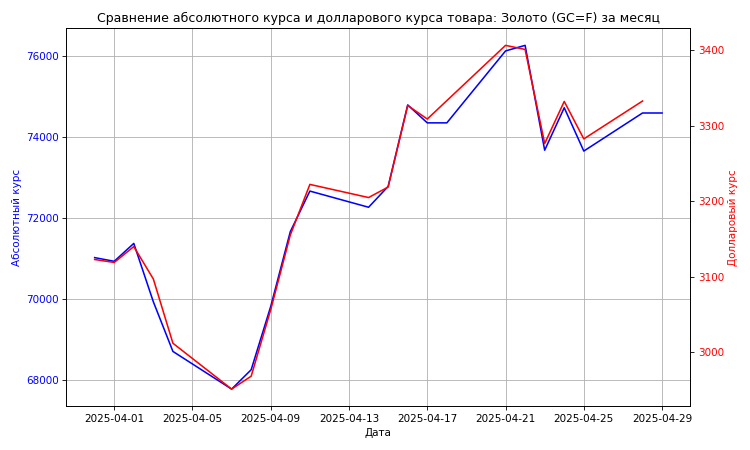 Сравнение абсолютного курса и долларового курса товара: Золото (GC=F) за месяц
Абсолютный курс
76000
74000
72000
70000
68000
3400
3300
3200
3100
3000
Долларовый курс
2025-04-01 2025-04-05 2025-04-09 2025-04-13 2025-04-17 2025-04-21 2025-04-25 2025-04-29
Дата